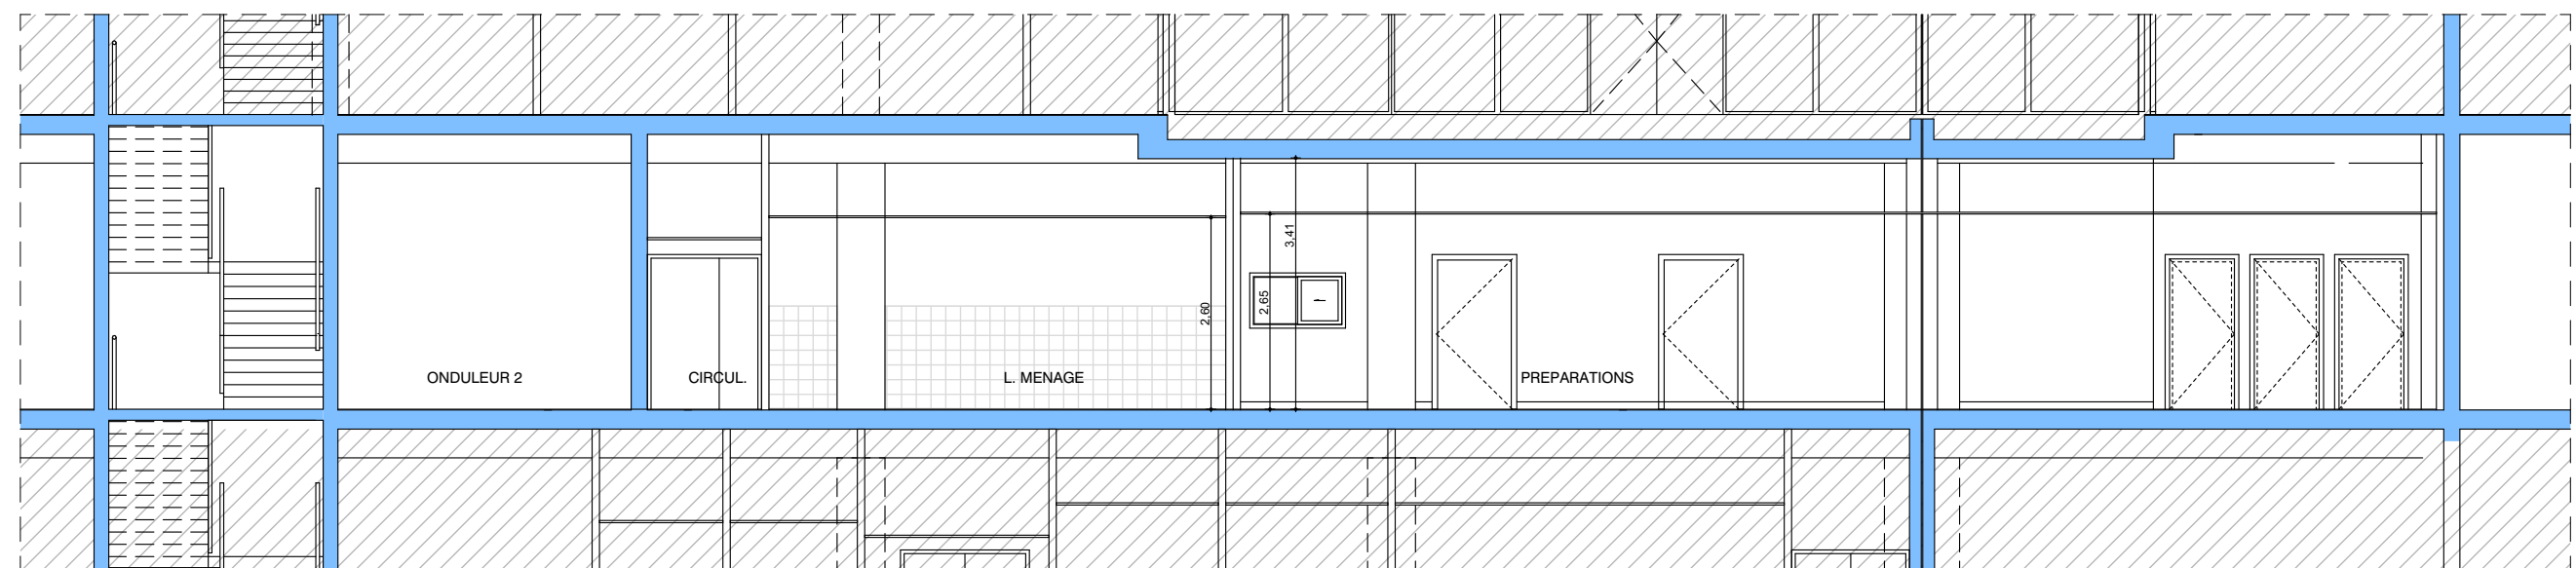 3,41
2,65
2,60
ONDULEUR 2
CIRCUL.
L. MENAGE
PREPARATIONS